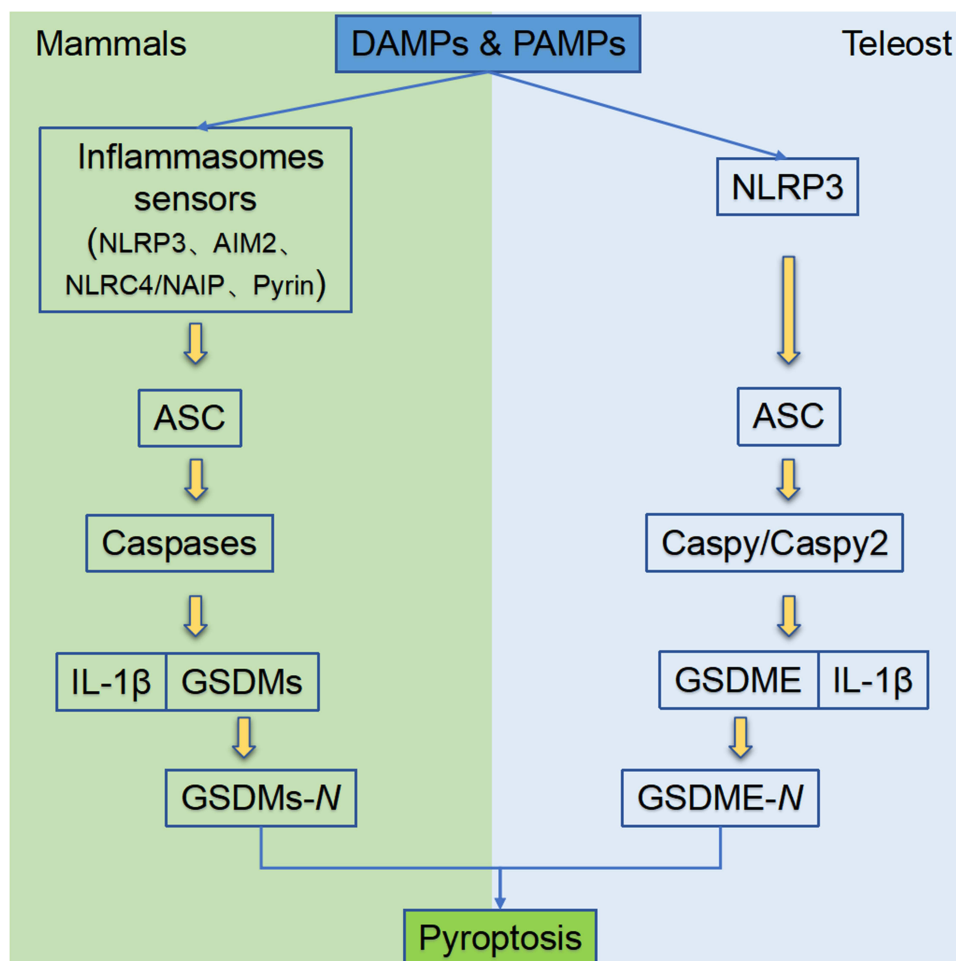 Mammals
DAMPs & PAMPs
Teleost
Inflammasomes
sensors
(NLRP3、AIM2、
NLRC4/NAIP、Pyrin)
NLRP3
ASC
ASC
Caspases
Caspy/Caspy2
IL-1β
GSDMs
GSDME
IL-1β
GSDMs-N
GSDME-N
Pyroptosis